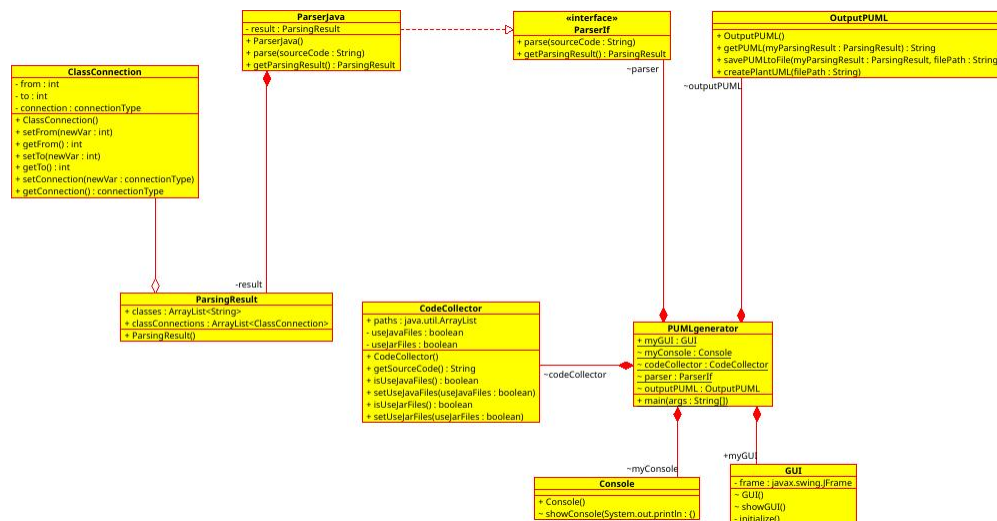 ParserJava
- result : ParsingResult
+ ParserJava()
+ parse(sourceCode : String)
+ getParsingResult() : ParsingResult
«interface»
ParserIf
+ parse(sourceCode : String)
+ getParsingResult() : ParsingResult
OutputPUML
+ OutputPUML()
+ getPUML(myParsingResult : ParsingResult) : String
+ savePUMLtoFile(myParsingResult : ParsingResult, filePath : String
+ createPlantUML(filePath : String)
ClassConnection
- from : int
- to : int
- connection : connectionType
+ ClassConnection()
+ setFrom(newVar : int)
+ getFrom() : int
+ setTo(newVar : int)
+ getTo() : int
+ setConnection(newVar : connectionType)
+ getConnection() : connectionType
~parser
~outputPUML
-result
ParsingResult
+ classes : ArrayList<String>
+ classConnections : ArrayList<ClassConnection>
+ ParsingResult()
CodeCollector
+ paths : java.util.ArrayList
- useJavaFiles : boolean
- useJarFiles : boolean
+ CodeCollector()
+ getSourceCode() : String
+ isUseJavaFiles() : boolean
+ setUseJavaFiles(useJavaFiles : boolean)
+ isUseJarFiles() : boolean
+ setUseJarFiles(useJarFiles : boolean)
~codeCollector
PUMLgenerator
+ myGUI : GUI
~ myConsole : Console
~ codeCollector : CodeCollector
~ parser : ParserIf
~ outputPUML : OutputPUML
+ main(args : String[])
~myConsole
+myGUI
Console
+ Console()
~ showConsole(System.out.println : {)
GUI
- frame : javax.swing.JFrame
~ GUI()
~ showGUI()
- initialize()